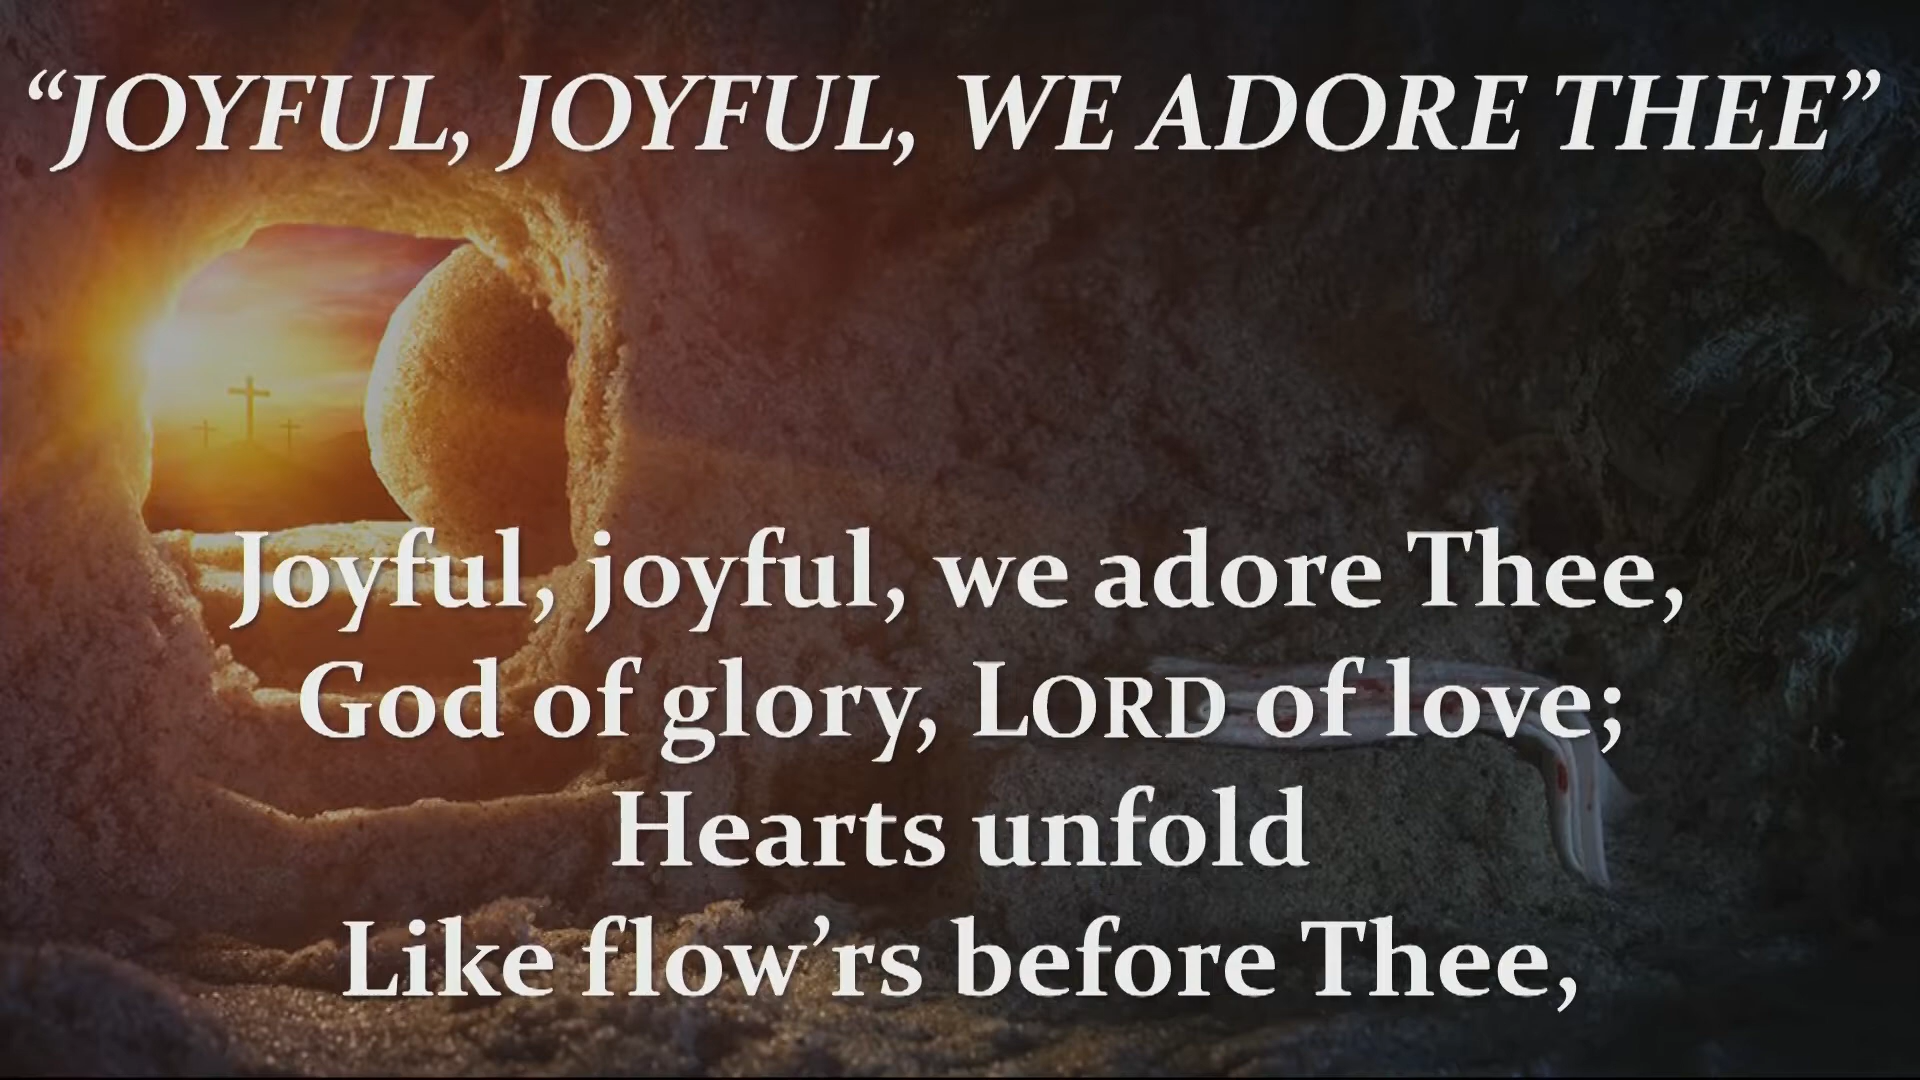 “JOYFUL, JOYFUL, WE ADORE THEE”
Joyful, joyful, we adore Thee,
God of glory, LORD of love;
Hearts unfold
Like flow’rs before Thee,